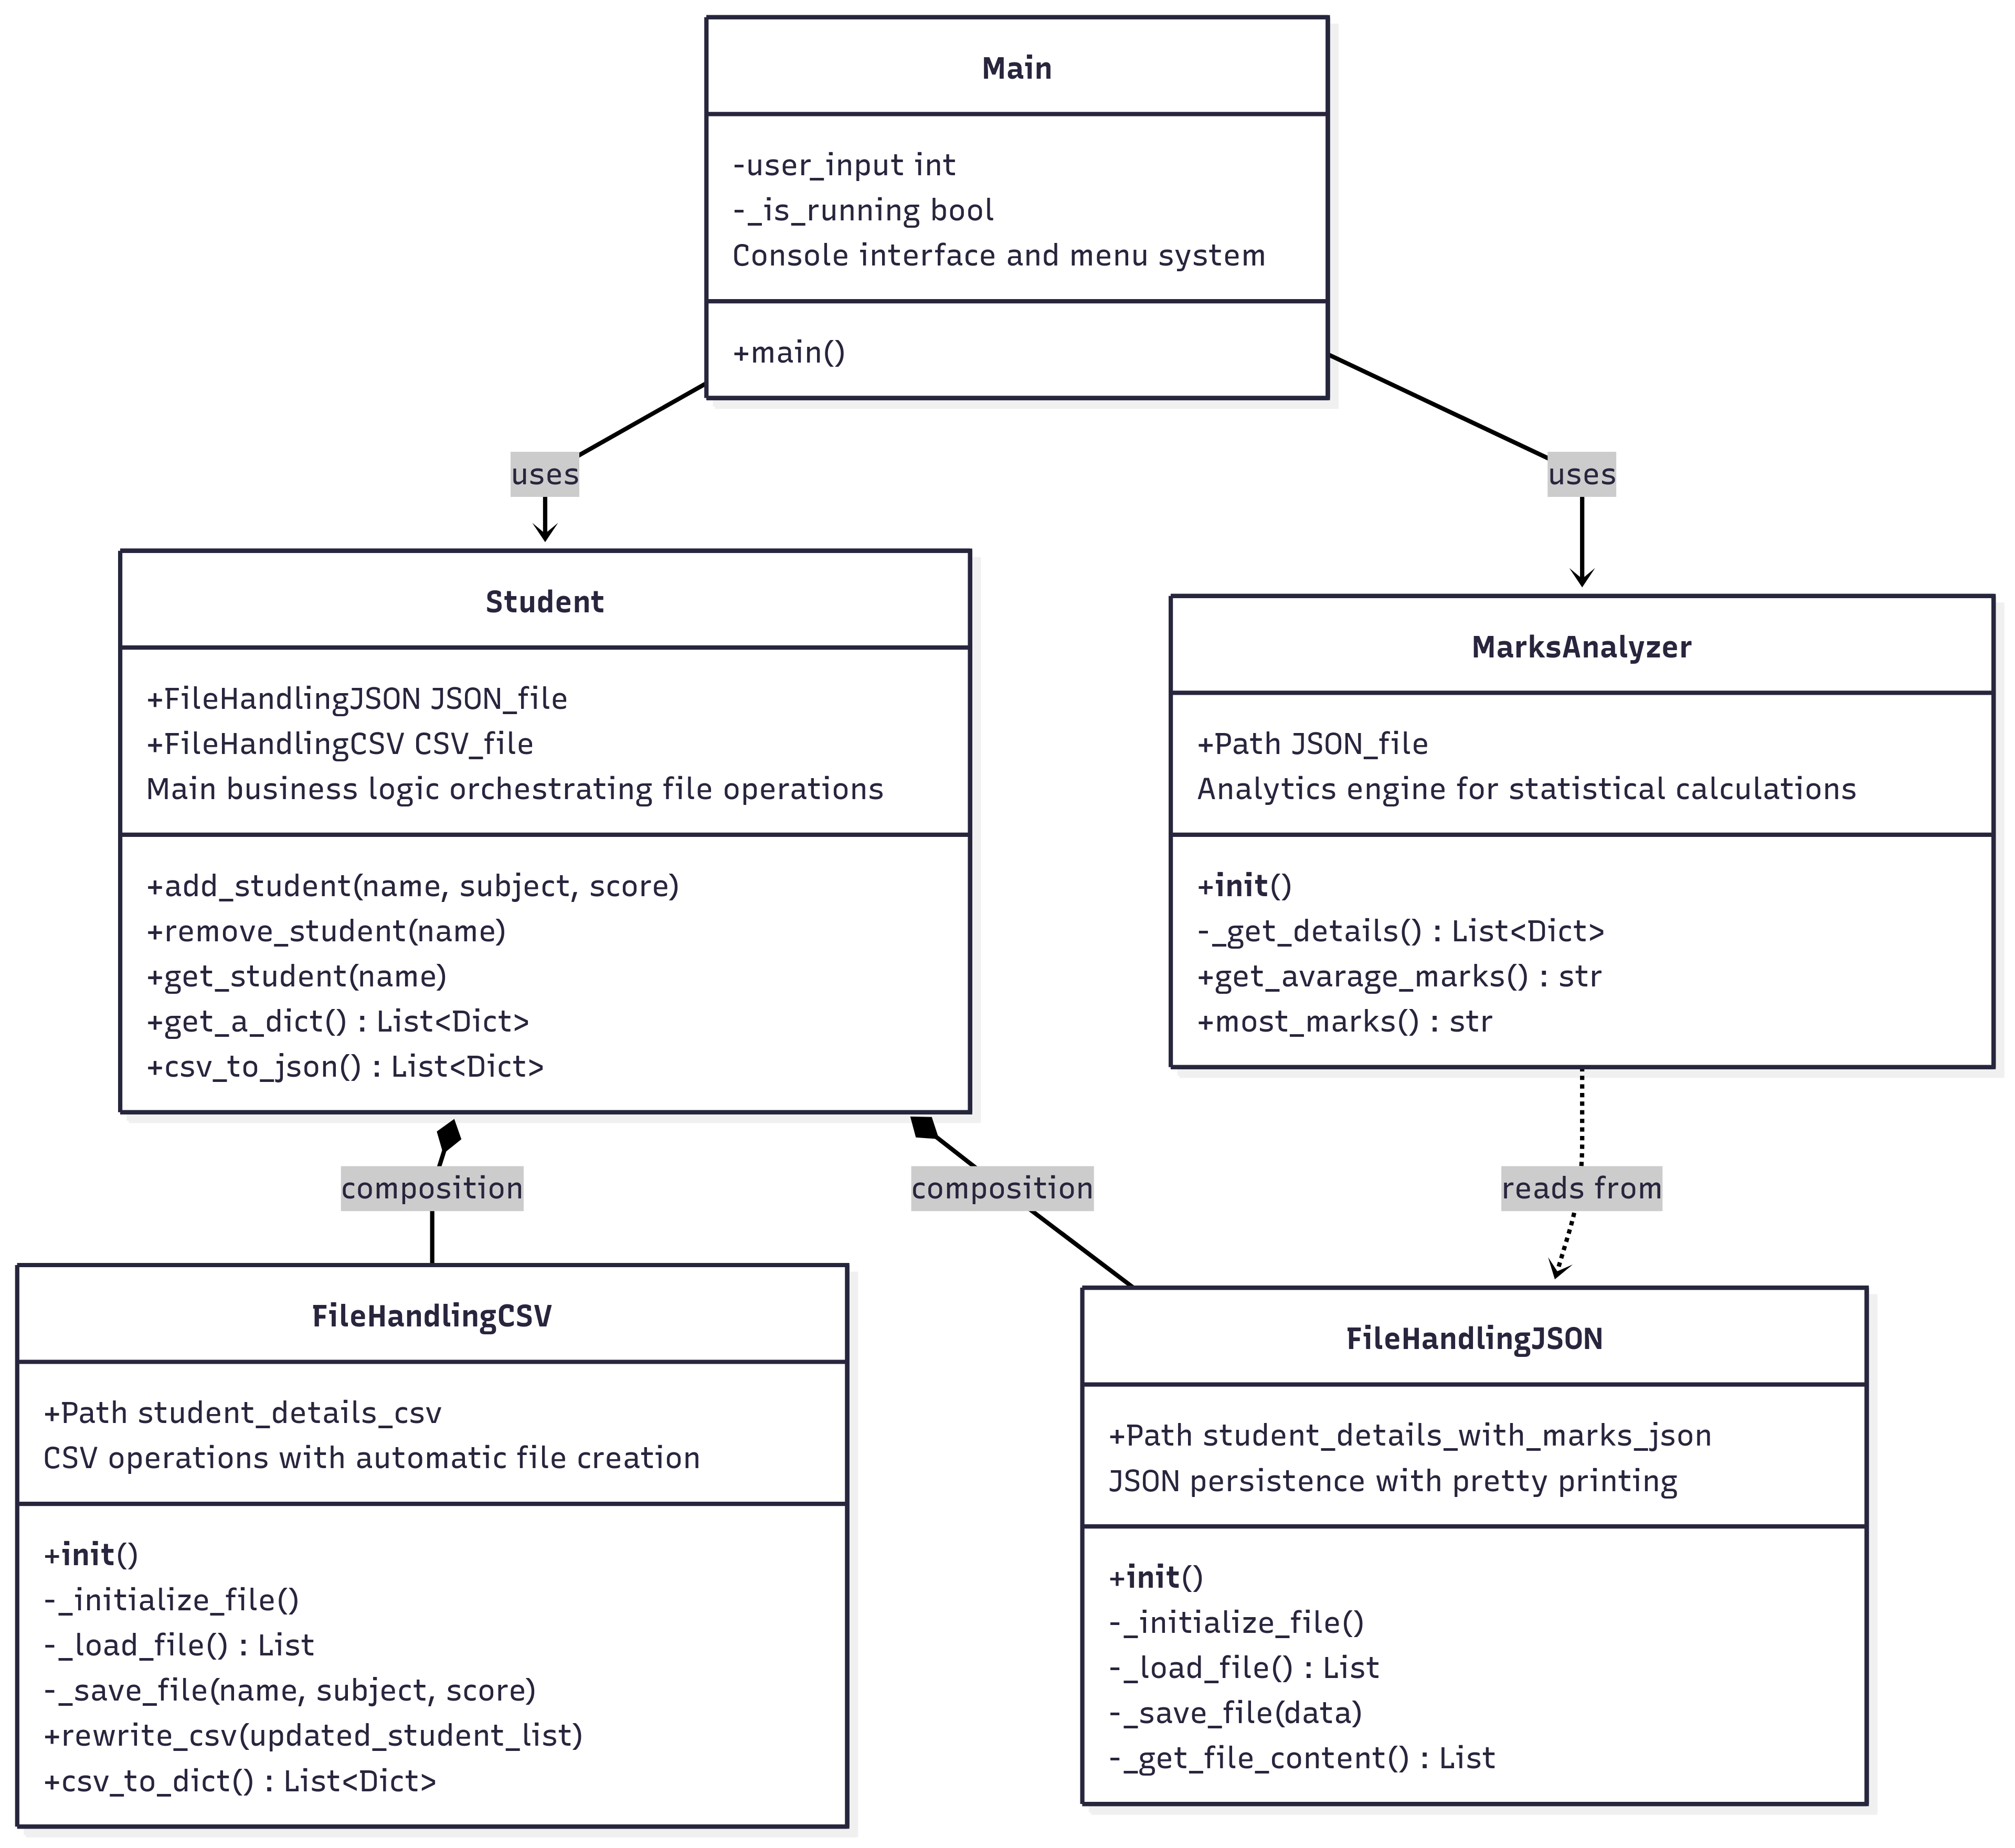 Main
-user_input int
-_is_running bool
Console interface and menu system
+main()
uses
uses
Student
+FileHandlingJSON JSON_file
+FileHandlingCSV CSV_file
Main business logic orchestrating file operations
+add_student(name, subject, score)
+remove_student(name)
+get_student(name)
+get_a_dict() : List<Dict>
+csv_to_json() : List<Dict>
MarksAnalyzer
+Path JSON_file
Analytics engine for statistical calculations
+init()
-_get_details() : List<Dict>
+get_avarage_marks() : str
+most_marks() : str
composition
composition
reads from
FileHandlingCSV
+Path student_details_csv
CSV operations with automatic file creation
+init()
-_initialize_file()
-_load_file() : List
-_save_file(name, subject, score)
+rewrite_csv(updated_student_list)
+csv_to_dict() : List<Dict>
FileHandlingJSON
+Path student_details_with_marks_json
JSON persistence with pretty printing
+init()
-_initialize_file()
-_load_file() : List
-_save_file(data)
-_get_file_content() : List